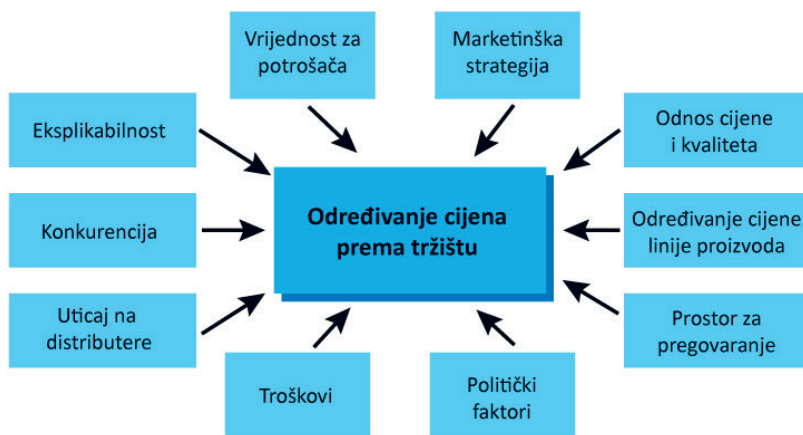 Vrijednost za
potrošača
Marketinška
strategija
Eksplikabilnost
Odnos cijene
i kvaliteta
Određivanje cijena
prema tržištu
Konkurencija
Određivanje cijene
linije proizvoda
Uticaj na
distributere
Prostor za
pregovaranje
Troškovi
Politički
faktori